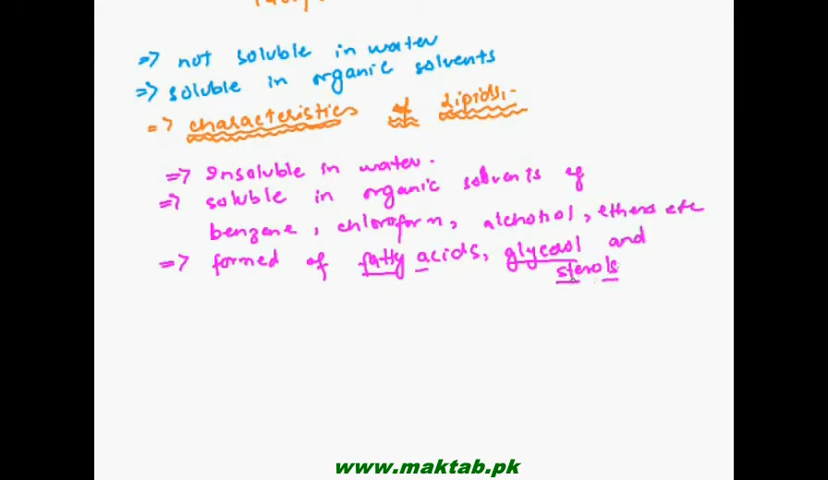 => not soluble in water
=> soluble in organic solvents
=> characteristics of Lipids.
=> Insoluble in water.
=> soluble in organic solvents of
benzene, chloroform, alchohol, ethers etc
=> formed of fatty acids, glycerol and
sterols
www.maktab.pk